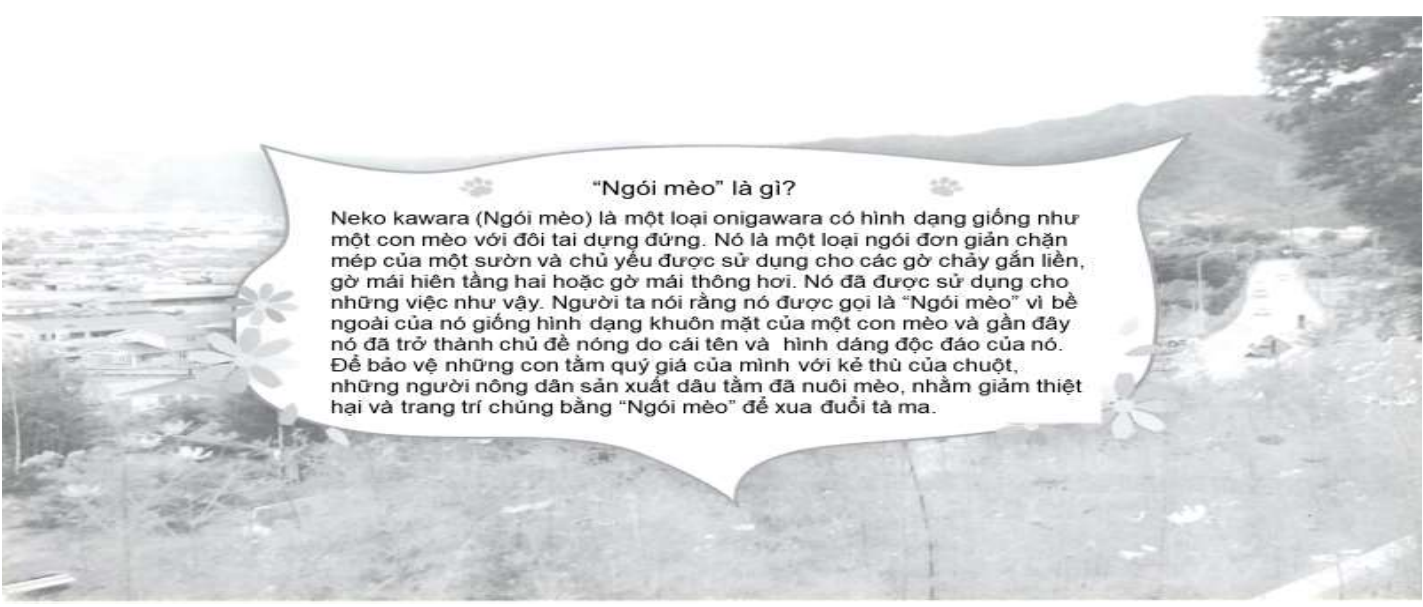 “Ngói mèo” là gì?
Neko kawara (Ngói mèo) là một loại onigawara có hình dạng giống như
một con mèo với đôi tai dựng đứng. Nó là một loại ngói đơn giản chặn
mép của một sườn và chủ yếu được sử dụng cho các gờ chảy gắn liền,
gờ mái hiên tầng hai hoặc gờ mái thông hơi. Nó đã được sử dụng cho
những việc như vậy. Người ta nói rằng nó được gọi là “Ngói mèo” vì bề
ngoài của nó giống hình dạng khuôn mặt của một con mèo và gần đây
nó đã trở thành chủ đề nóng do cái tên và hình dáng độc đáo của nó.
Để bảo vệ những con tằm quý giá của mình với kẻ thù của chuột,
những người nông dân sản xuất dâu tằm đã nuôi mèo, nhằm giảm thiệt
hại và trang trí chúng bằng “Ngói mèo” để xua đuổi tà ma.